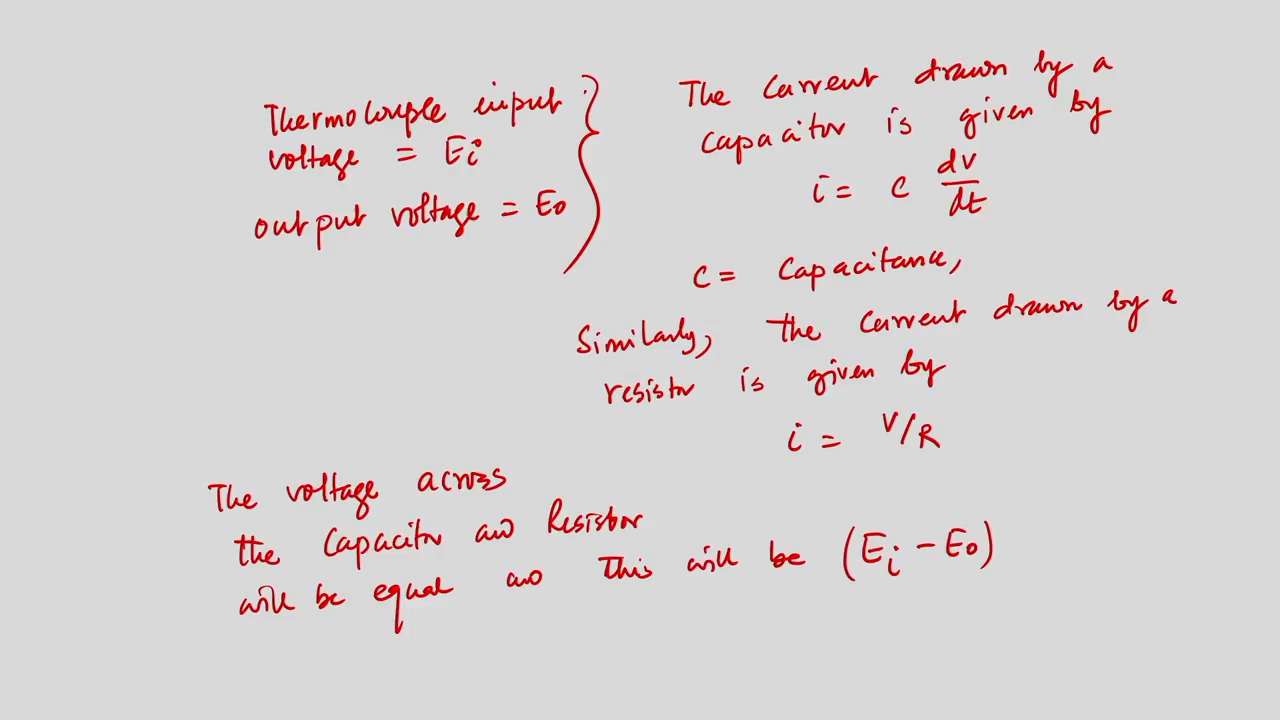 Thermocouple input
voltage = Ei
output voltage = Eo
The current drawn by a
capacitor is given by
i = C dv/dt
C = Capacitance,
Similarly, the current drawn by a
resistor is given by
i = V/R
The voltage across
the capacitor and Resistor
will be equal and this will be (Ei - Eo)